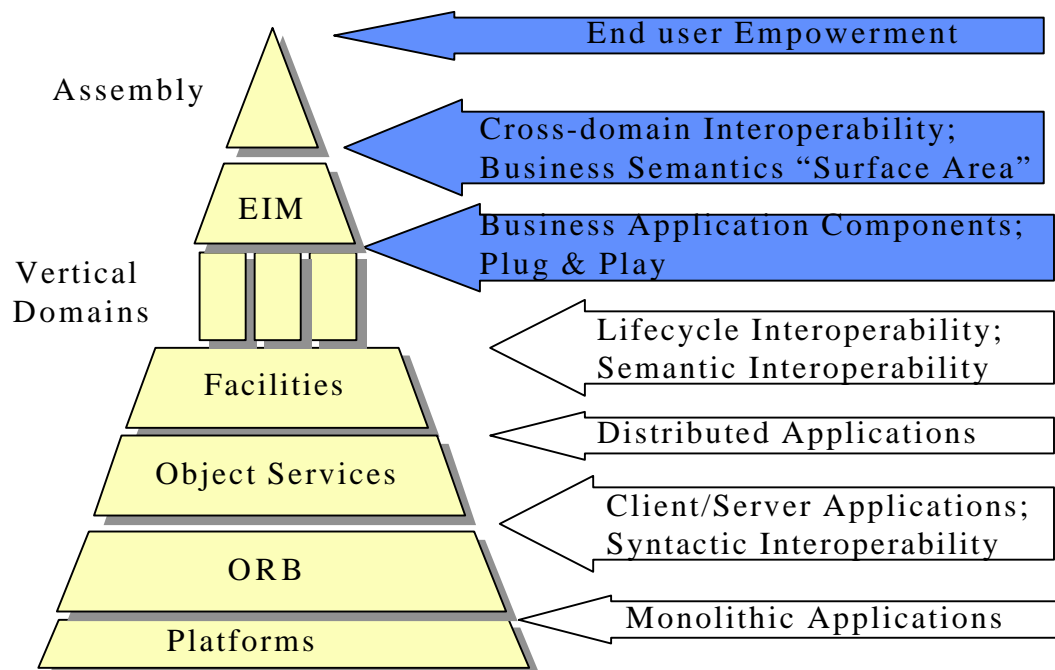 End user Empowerment
Assembly
Cross-domain Interoperability;
Business Semantics “Surface Area”
EIM
Business Application Components;
Plug & Play
Vertical
Domains
Lifecycle Interoperability;
Semantic Interoperability
Facilities
Distributed Applications
Object Services
Client/Server Applications;
Syntactic Interoperability
ORB
Monolithic Applications
Platforms